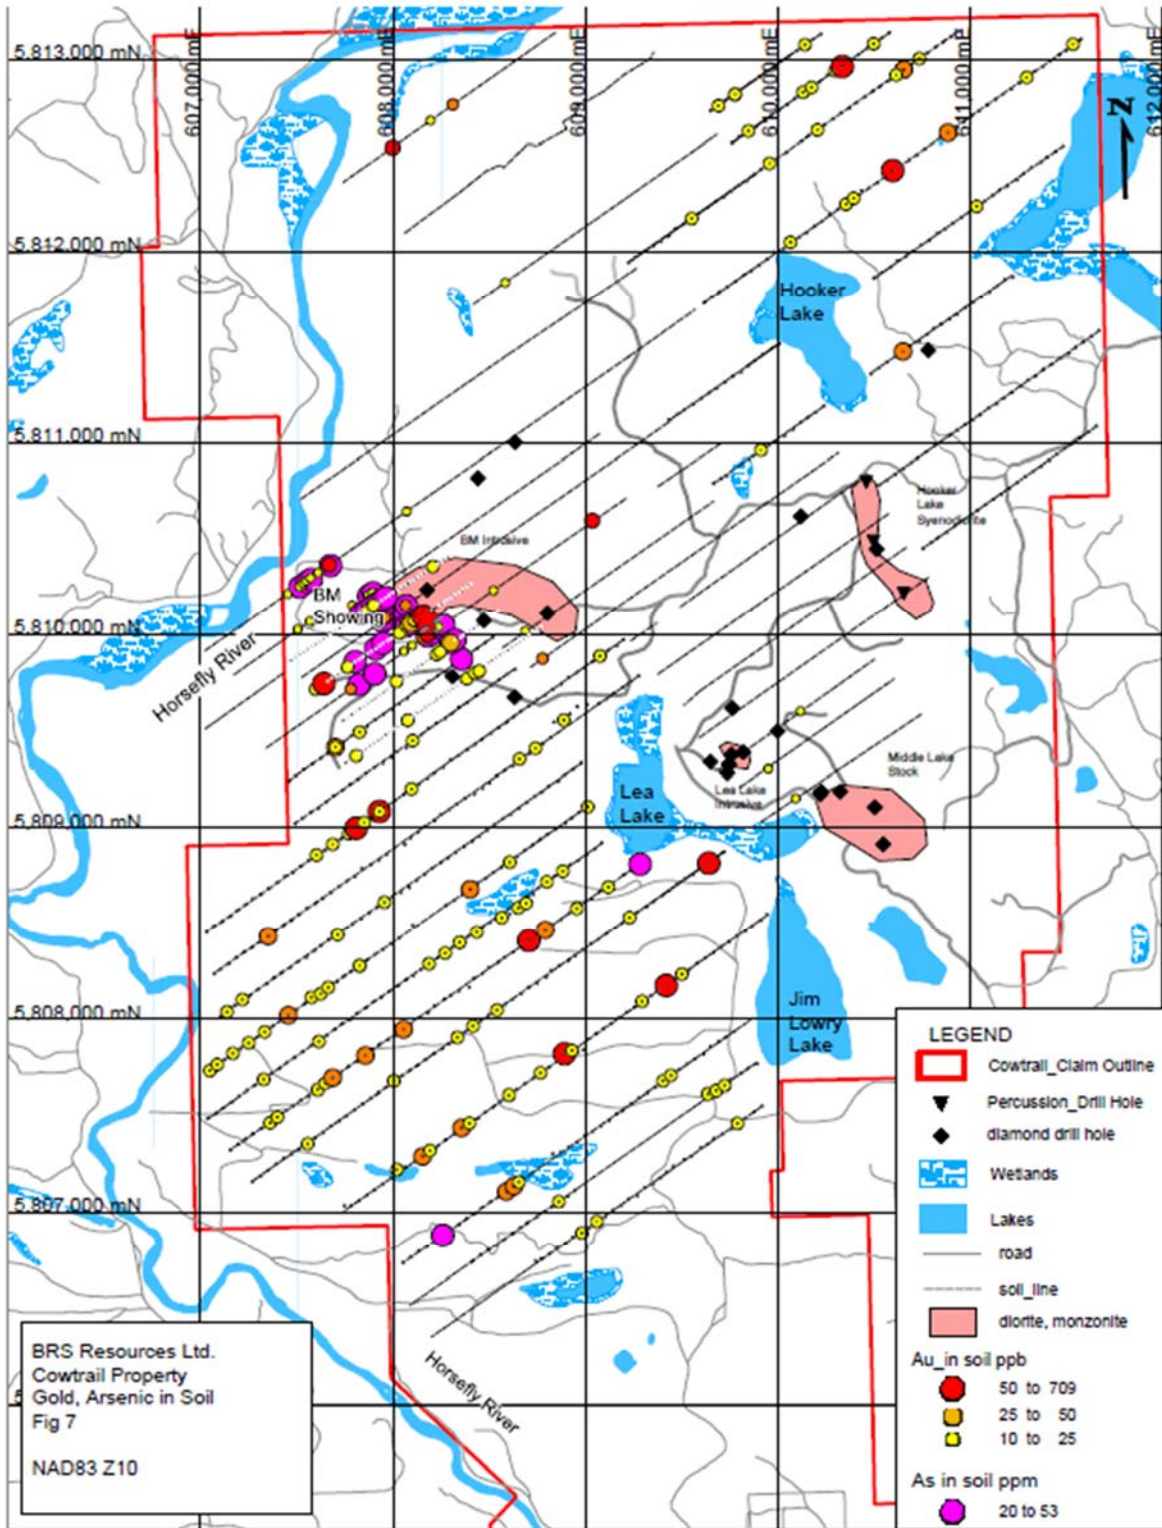 5.813.000 mN
607.000 mE
608.000 mE
609.000 mE
610.000 mE
611.000 mE
612.000 mE
N
5.812.000 mN
Hooker
Lake
5.811.000 mN
Hooker
Lake
Syenodiorite
BM Intrusive
BM
Showing
5.810.000 mN
Horsefly River
Middle Lake
Stock
Lea
Lake
Lea Lake
Intrusive
5.809.000 mN
5.808.000 mN
Jim
Lowry
Lake
5.807.000 mN
Horsefly River
BRS Resources Ltd.
Cowtrail Property
Gold, Arsenic in Soil
Fig 7
NAD83 Z10
LEGEND
Cowtrail_Claim Outline
Percussion_Drill Hole
diamond drill hole
Wetlands
Lakes
road
soil_line
diorite, monzonite
Au_in soil ppb
50 to 709
25 to 50
10 to 25
As in soil ppm
20 to 53